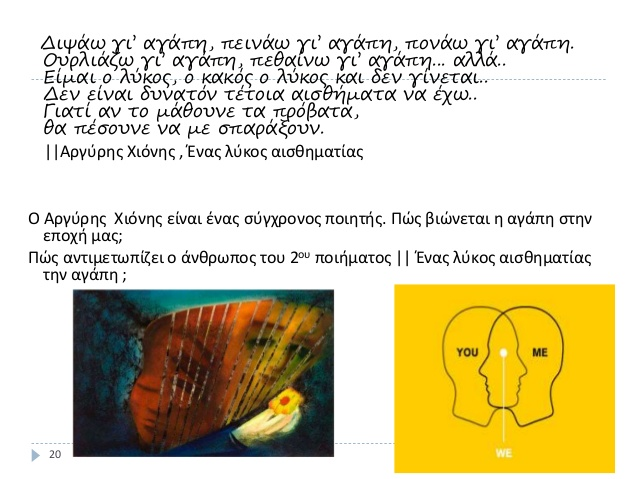 Διψάω γι’ αγάπη, πεινάω γι’ αγάπη, πονάω γι’ αγάπη.
Ουρλιάζω γι’ αγάπη, πεθαίνω γι’ αγάπη... αλλά..
Είμαι ο λύκος, ο κακός ο λύκος και δεν γίνεται..
Δεν είναι δυνατόν τέτοια αισθήματα να έχω..
Γιατί αν το μάθουνε τα πρόβατα,
θα πέσουνε να με σπαράξουν.
||Αργύρης Χιόνης , Ένας λύκος αισθηματίας
Ο Αργύρης Χιόνης είναι ένας σύγχρονος ποιητής. Πώς βιώνεται η αγάπη στην
εποχή μας;
Πώς αντιμετωπίζει ο άνθρωπος του 2ου ποιήματος || Ένας λύκος αισθηματίας
την αγάπη ;
YOU ME
WE
20